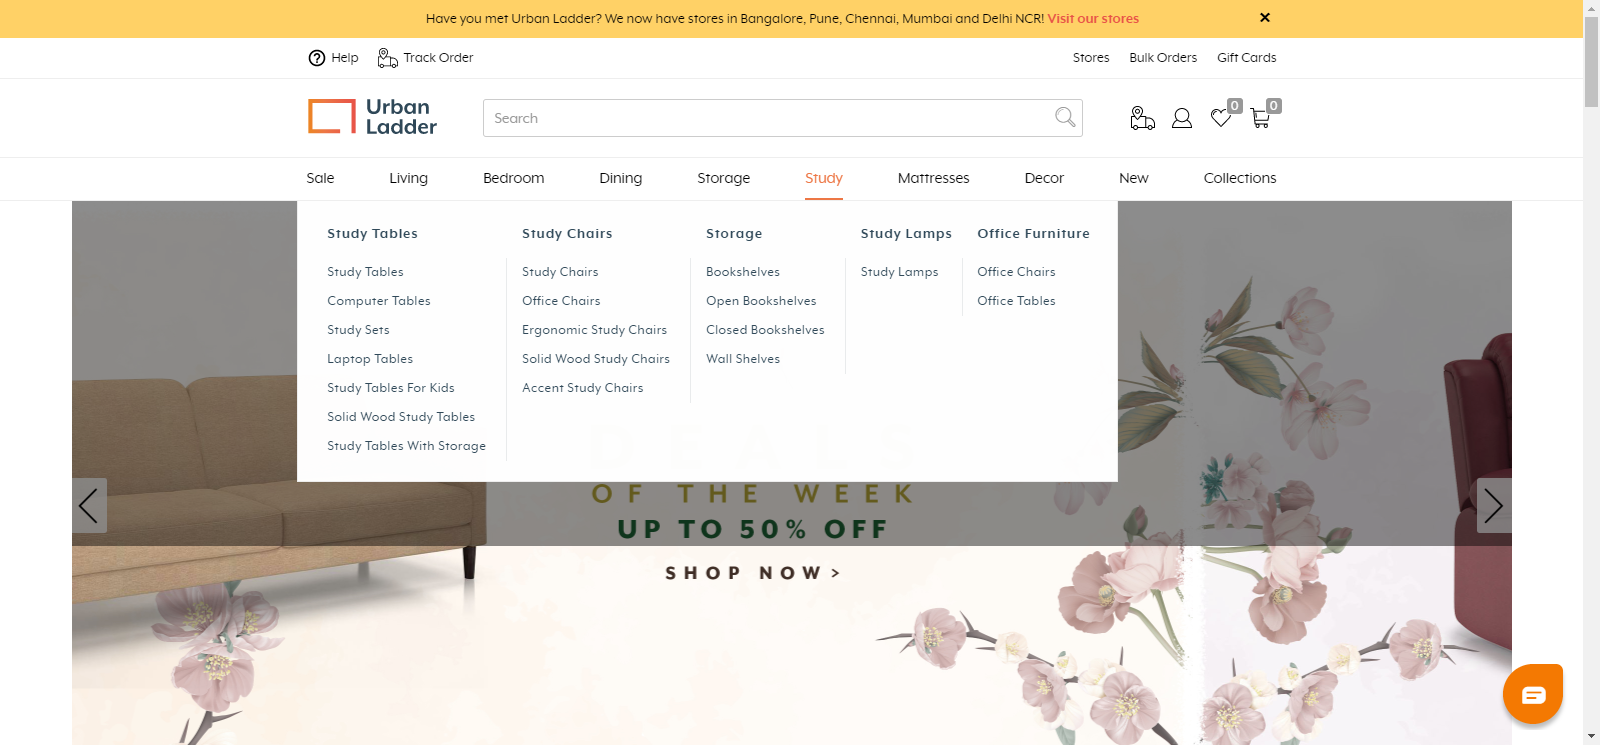 Have you met Urban Ladder? We now have stores in Bangalore, Pune, Chennai, Mumbai and Delhi NCR! Visit our stores
Help
Track Order
Stores
Bulk Orders
Gift Cards
Urban
Ladder
Search
0
0
Sale
Living
Bedroom
Dining
Storage
Study
Mattresses
Decor
New
Collections
Study Tables
Study Tables
Computer Tables
Study Sets
Laptop Tables
Study Tables For Kids
Solid Wood Study Tables
Study Tables With Storage
Study Chairs
Study Chairs
Office Chairs
Ergonomic Study Chairs
Solid Wood Study Chairs
Accent Study Chairs
Storage
Bookshelves
Open Bookshelves
Closed Bookshelves
Wall Shelves
Study Lamps
Study Lamps
Office Furniture
Office Chairs
Office Tables
DEALS
OF THE WEEK
UP TO 50% OFF
SHOP NOW >